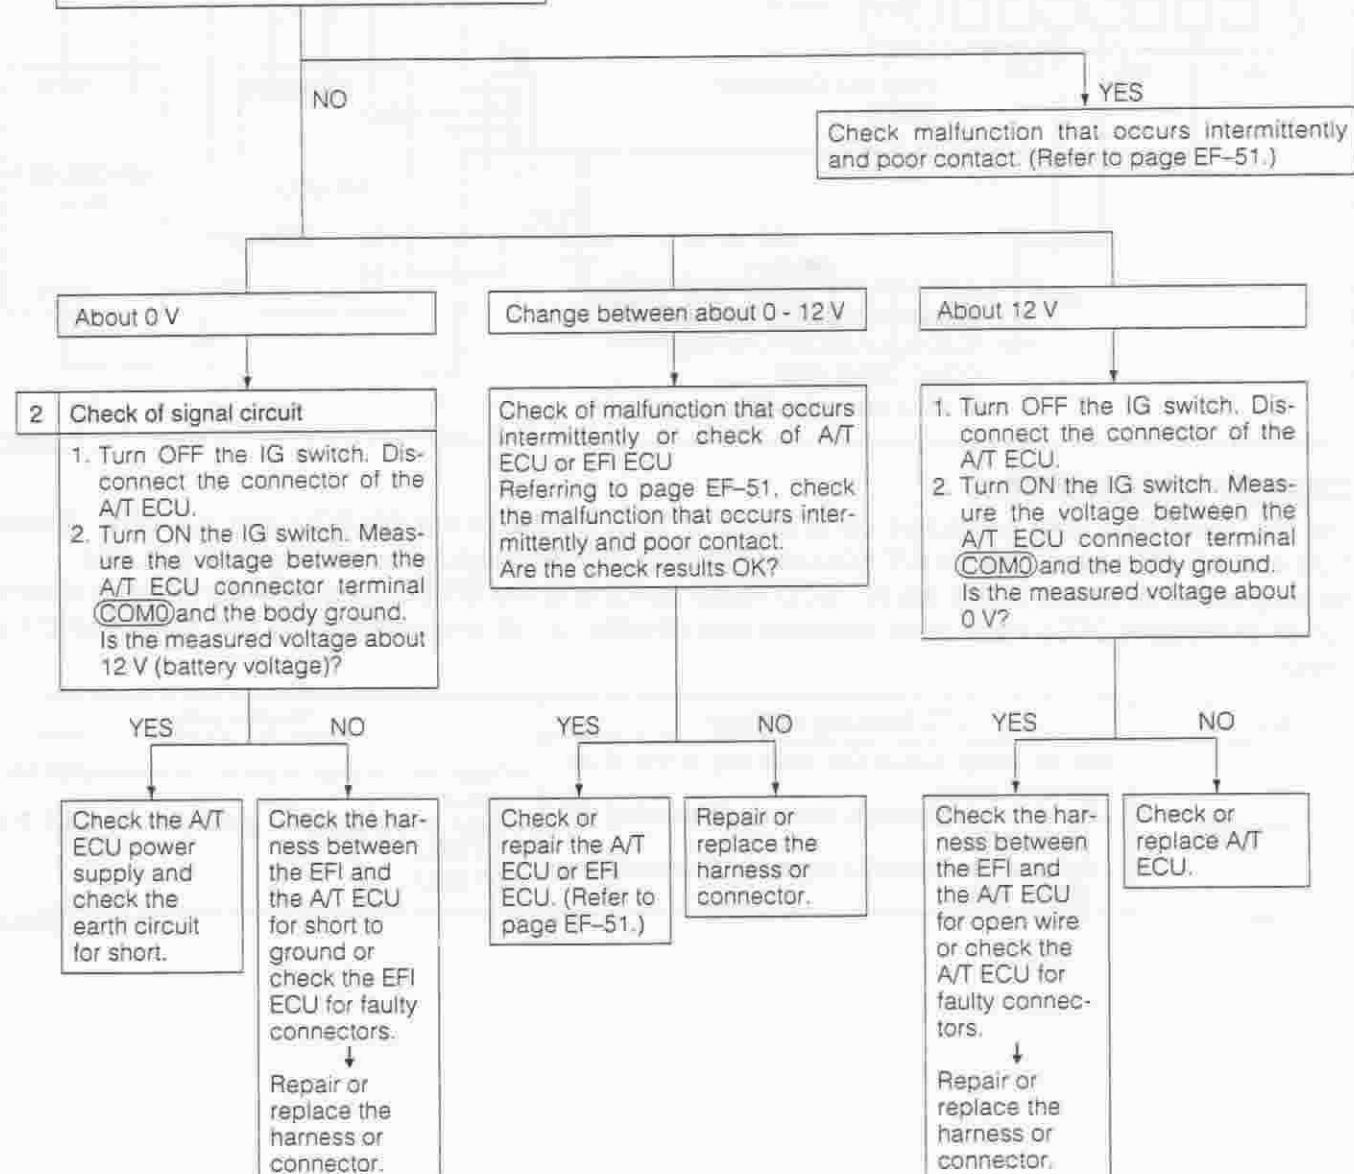 NO
YES
Check malfunction that occurs intermittently
and poor contact. (Refer to page EF–51.)
About 0 V
2 Check of signal circuit
1. Turn OFF the IG switch. Dis-
connect the connector of the
A/T ECU.
2. Turn ON the IG switch. Meas-
ure the voltage between the
A/T ECU connector terminal
COM0 and the body ground.
Is the measured voltage about
12 V (battery voltage)?
YES
NO
Check the A/T
ECU power
supply and
check the
earth circuit
for short.
Check the har-
ness between
the EFI and
the A/T ECU
for short to
ground or
check the EFI
ECU for faulty
connectors.
Repair or
replace the
harness or
connector.
Change between about 0 - 12 V
Check of malfunction that occurs
intermittently or check of A/T
ECU or EFI ECU
Referring to page EF–51, check
the malfunction that occurs inter-
mittently and poor contact.
Are the check results OK?
YES
NO
Check or
repair the A/T
ECU or EFI
ECU. (Refer to
page EF–51.)
Repair or
replace the
harness or
connector.
About 12 V
1. Turn OFF the IG switch. Dis-
connect the connector of the
A/T ECU.
2. Turn ON the IG switch. Meas-
ure the voltage between the
A/T ECU connector terminal
COM0 and the body ground.
Is the measured voltage about
0 V?
YES
NO
Check the har-
ness between
the EFI and
the A/T ECU
for open wire
or check the
A/T ECU for
faulty connec-
tors.
Repair or
replace the
harness or
connector.
Check or
replace A/T
ECU.